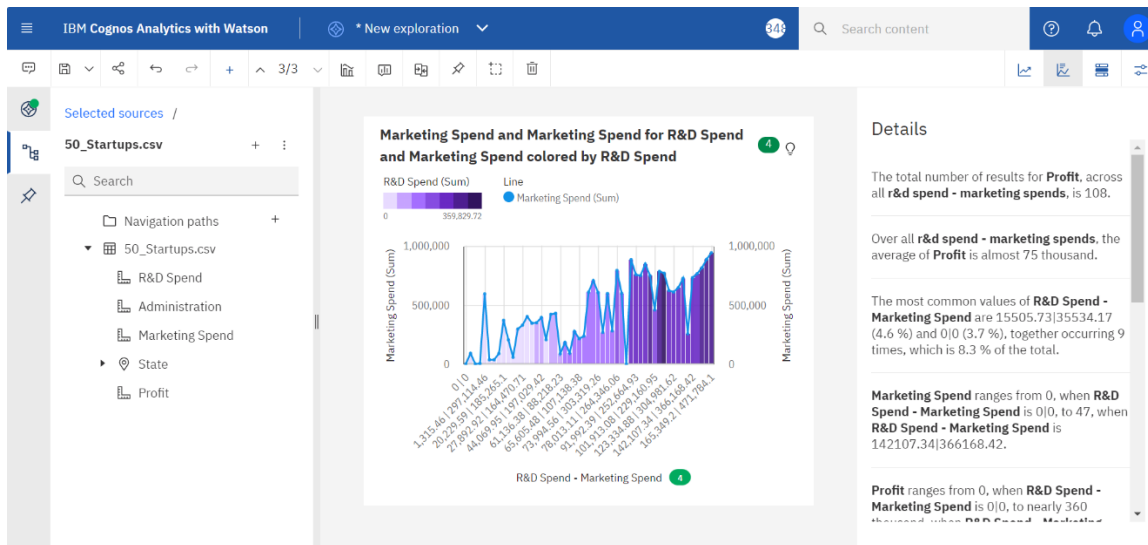 IBM Cognos Analytics with Watson
* New exploration
348
Search content
3/3
Selected sources /
50_Startups.csv
Search
Navigation paths
50_Startups.csv
R&D Spend
Administration
Marketing Spend
State
Profit
Marketing Spend and Marketing Spend for R&D Spend
and Marketing Spend colored by R&D Spend
4
R&D Spend (Sum)
0
359,829.72
Line
Marketing Spend (Sum)
Marketing Spend (Sum)
1,000,000
500,000
0
1,000,000
500,000
0
Marketing Spend (Sum)
0|0
1,315.46|297,114.46
20,229.59|185,265.1
27,892.92|164,470.71
44,069.95|197,029.42
61,136.38|88,218.23
65,605.48|107,138.38
73,994.56|303,319.26
78,013.11|264,346.06
91,992.39|252,664.93
101,913.08|229,160.95
123,334.88|304,981.62
142,107.34|366,168.42
165,349.2|471,784.1
R&D Spend - Marketing Spend
4
Details
The total number of results for Profit, across
all r&d spend - marketing spends, is 108.
Over all r&d spend - marketing spends, the
average of Profit is almost 75 thousand.
The most common values of R&D Spend -
Marketing Spend are 15505.73|35534.17
(4.6 %) and 0|0 (3.7 %), together occurring 9
times, which is 8.3 % of the total.
Marketing Spend ranges from 0, when R&D
Spend - Marketing Spend is 0|0, to 47, when
R&D Spend - Marketing Spend is
142107.34|366168.42.
Profit ranges from 0, when R&D Spend -
Marketing Spend is 0|0, to nearly 360
thousand, when R&D Spend - Marketing